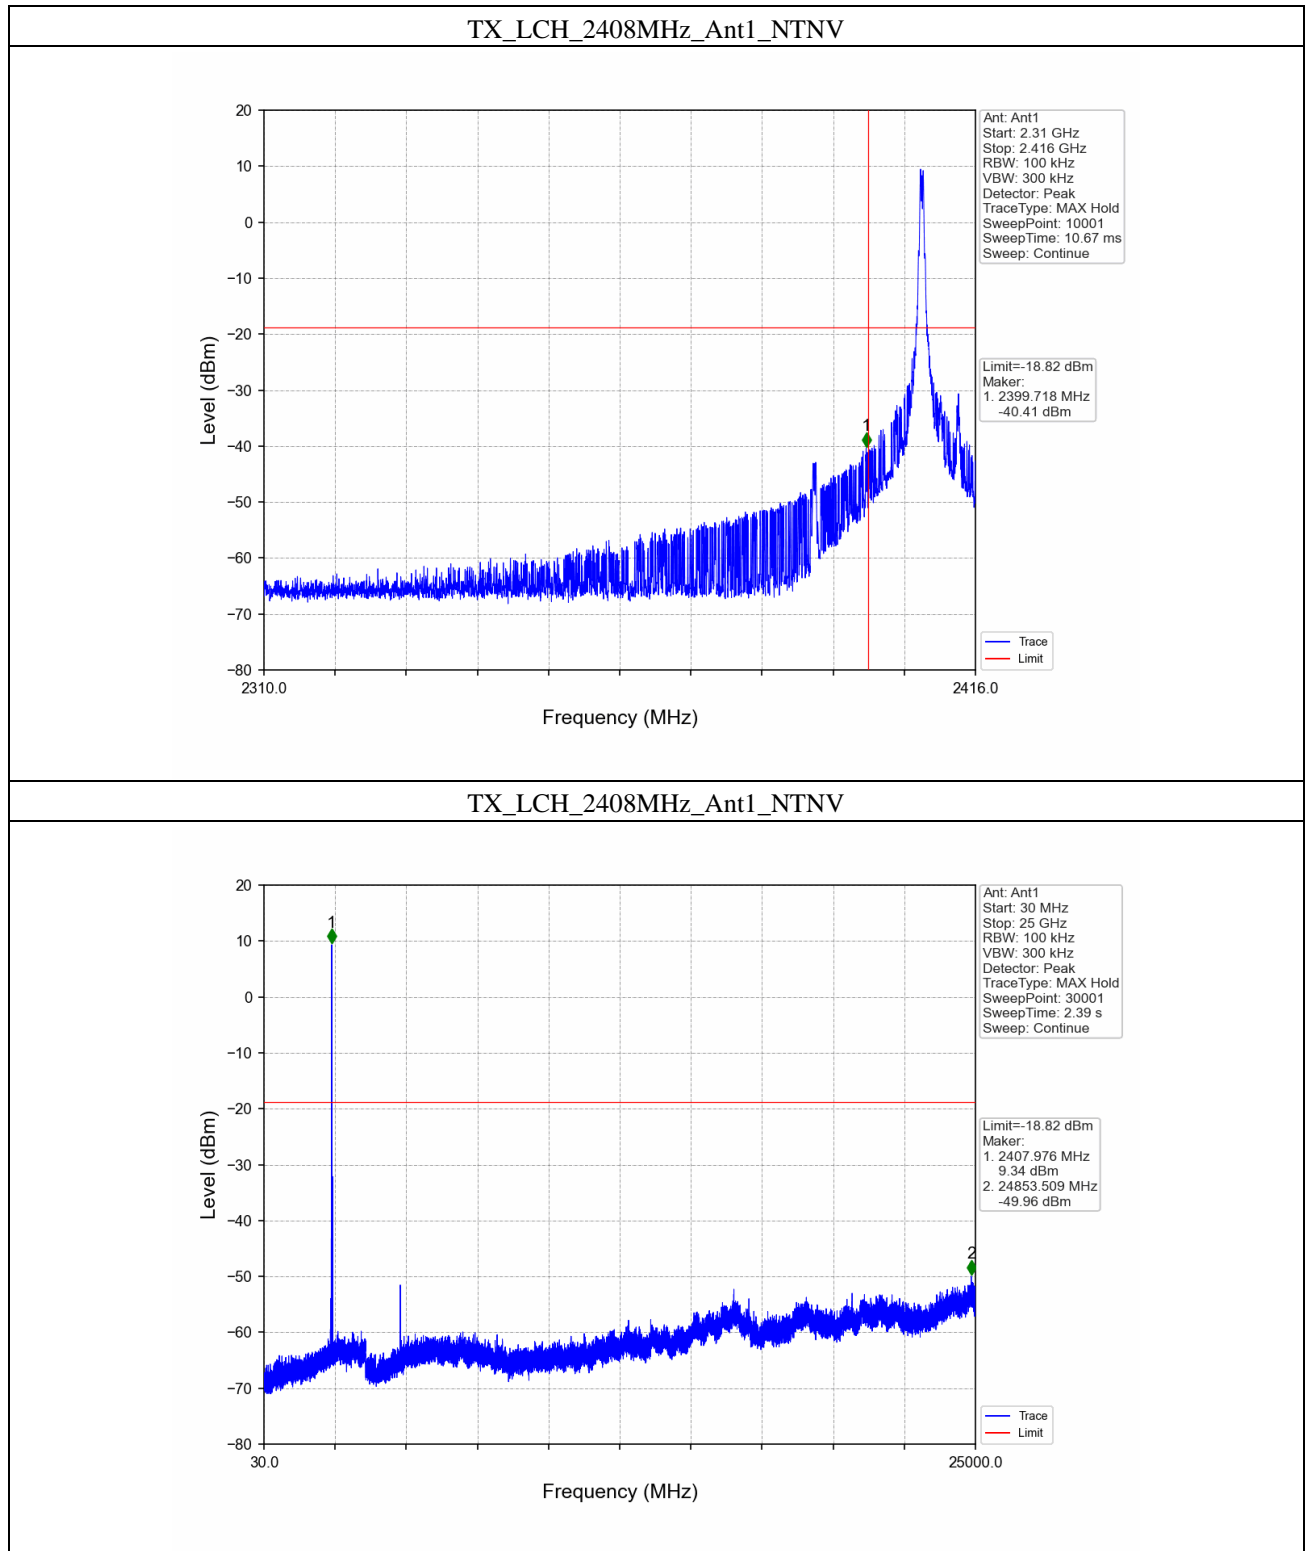 TX_LCH_2408MHz_Ant1_NTNV
20
10
0
−10
−20
−30
−40
−50
−60
−70
−80
Level (dBm)
1
2310.0
2416.0
Frequency (MHz)
Ant: Ant1
Start: 2.31 GHz
Stop: 2.416 GHz
RBW: 100 kHz
VBW: 300 kHz
Detector: Peak
TraceType: MAX Hold
SweepPoint: 10001
SweepTime: 10.67 ms
Sweep: Continue
Limit=-18.82 dBm
Maker:
1. 2399.718 MHz
-40.41 dBm
Trace
Limit
TX_LCH_2408MHz_Ant1_NTNV
20
10
0
−10
−20
−30
−40
−50
−60
−70
−80
Level (dBm)
1
2
30.0
25000.0
Frequency (MHz)
Ant: Ant1
Start: 30 MHz
Stop: 25 GHz
RBW: 100 kHz
VBW: 300 kHz
Detector: Peak
TraceType: MAX Hold
SweepPoint: 30001
SweepTime: 2.39 s
Sweep: Continue
Limit=-18.82 dBm
Maker:
1. 2407.976 MHz
9.34 dBm
2. 24853.509 MHz
-49.96 dBm
Trace
Limit